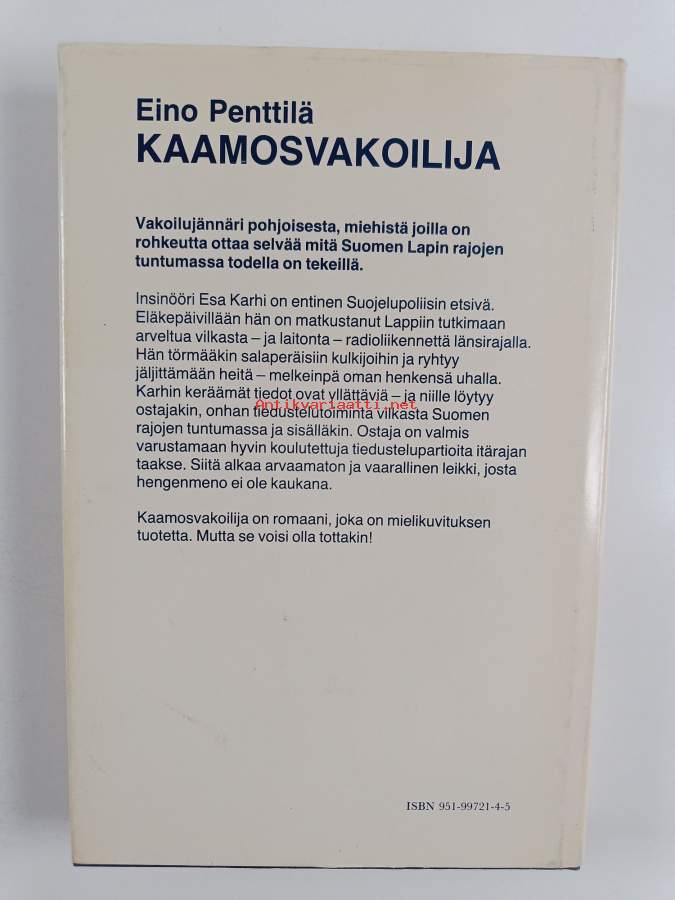 Eino Penttilä
KAAMOSVAKOILIJA
Vakoilujännäri pohjoisesta, miehistä joilla on
rohkeutta ottaa selvää mitä Suomen Lapin rajojen
tuntumassa todella on tekeillä.
Insinööri Esa Karhi on entinen Suojelupoliisin etsivä.
Eläkepäivillään hän on matkustanut Lappiin tutkimaan
arveltua vilkasta – ja laitonta – radioliikennettä länsirajalla.
Hän törmääkin salaperäisiin kulkijoihin ja ryhtyy
jäljittämään heitä – melkeinpä oman henkensä uhalla.
Karhin keräämät tiedot ovat yllättäviä – ja niille löytyy
Antikvariaatti.net
ostajakin, onhan tiedustelutoiminta vilkasta Suomen
rajojen tuntumassa ja sisälläkin. Ostaja on valmis
varustamaan hyvin koulutettuja tiedustelupartioita itärajan
taakse. Siitä alkaa arvaamaton ja vaarallinen leikki, josta
hengenmeno ei ole kaukana.
Kaamosvakoilija on romaani, joka on mielikuvituksen
tuotetta. Mutta se voisi olla tottakin!
ISBN 951-99721-4-5